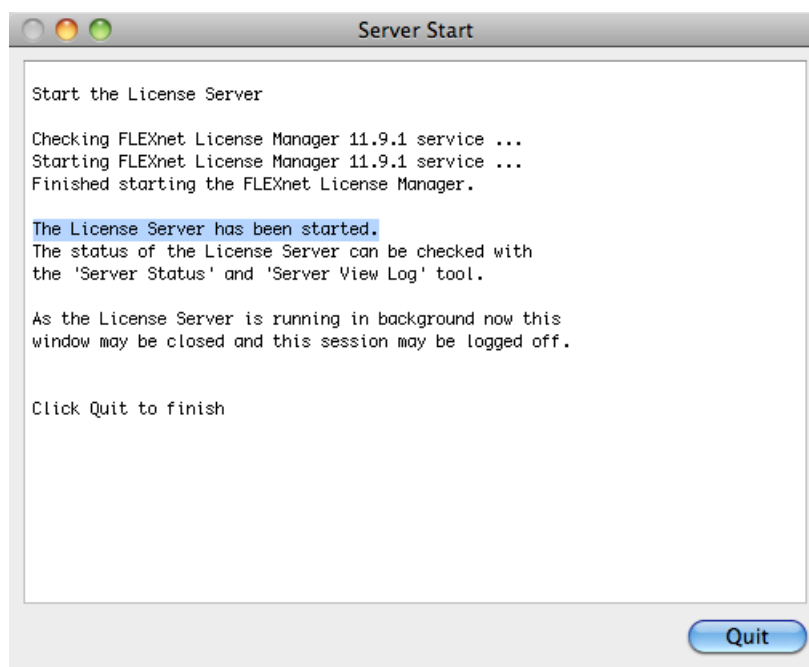 Server Start
Start the License Server
Checking FLEXnet License Manager 11.9.1 service ...
Starting FLEXnet License Manager 11.9.1 service ...
Finished starting the FLEXnet License Manager.
The License Server has been started.
The status of the License Server can be checked with
the 'Server Status' and 'Server View Log' tool.
As the License Server is running in background now this
window may be closed and this session may be logged off.
Click Quit to finish
Quit